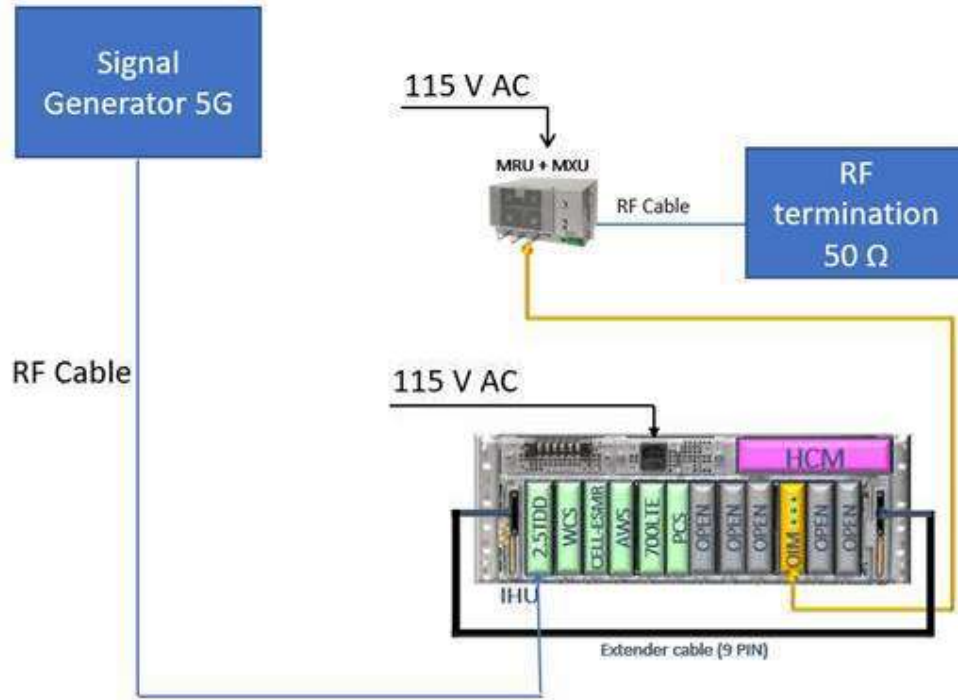 Signal
Generator 5G
115 V AC
MRU + MXU
RF Cable
RF
termination
50 Ω
RF Cable
115 V AC
HCM
2.5TDD
WCS
CELL-ESMR
AWS
700LTE
PCS
OPEN
OPEN
OPEN
OIM
OPEN
OPEN
IHU
Extender cable (9 PIN)